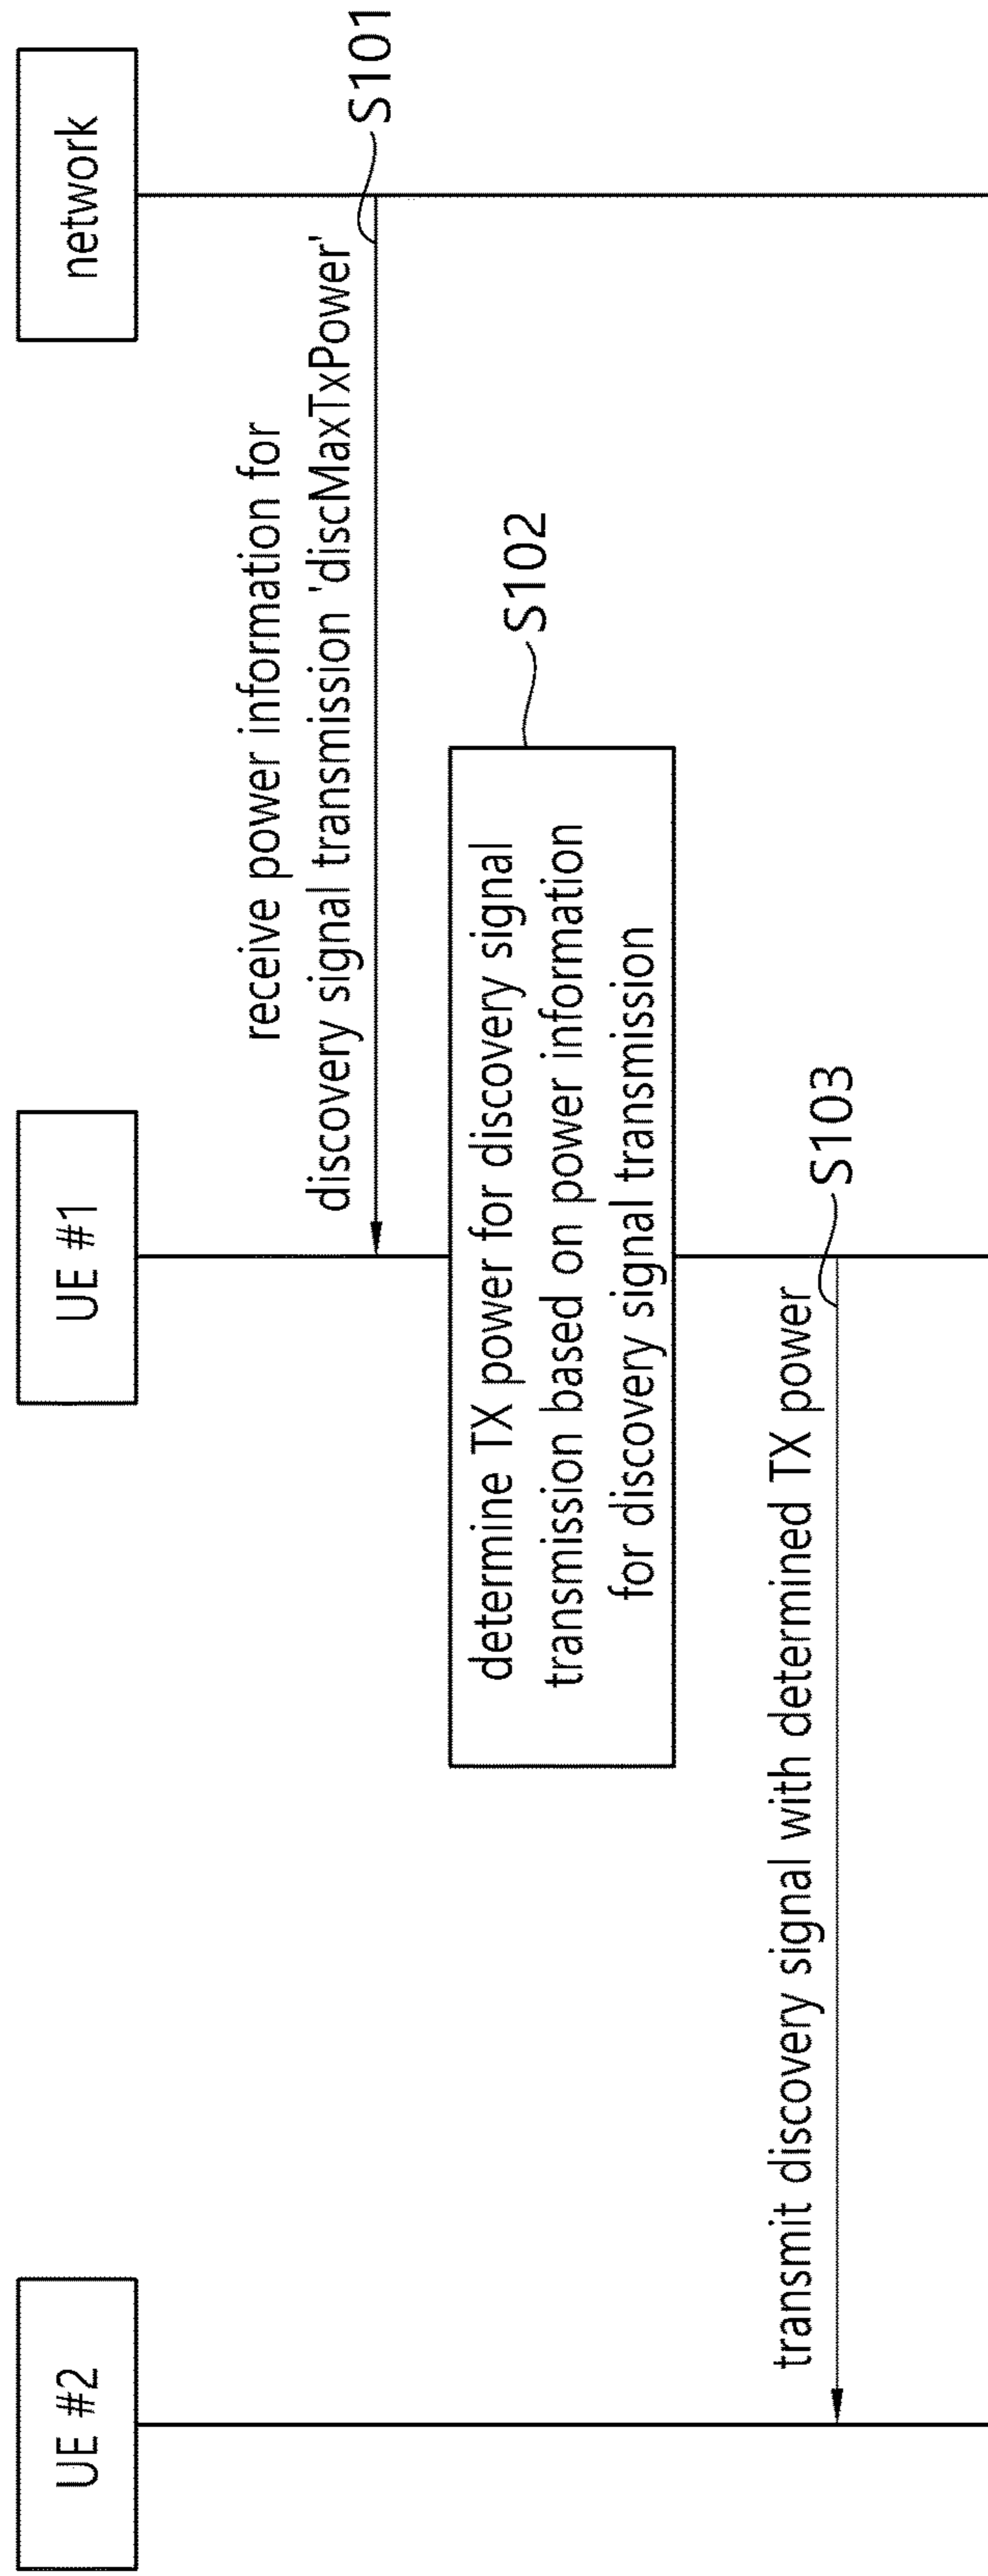 UE #2
UE #1
network
receive power information for
discovery signal transmission 'discMaxTxPower'
S101
determine TX power for discovery signal
transmission based on power information
for discovery signal transmission
S102
transmit discovery signal with determined TX power
S103